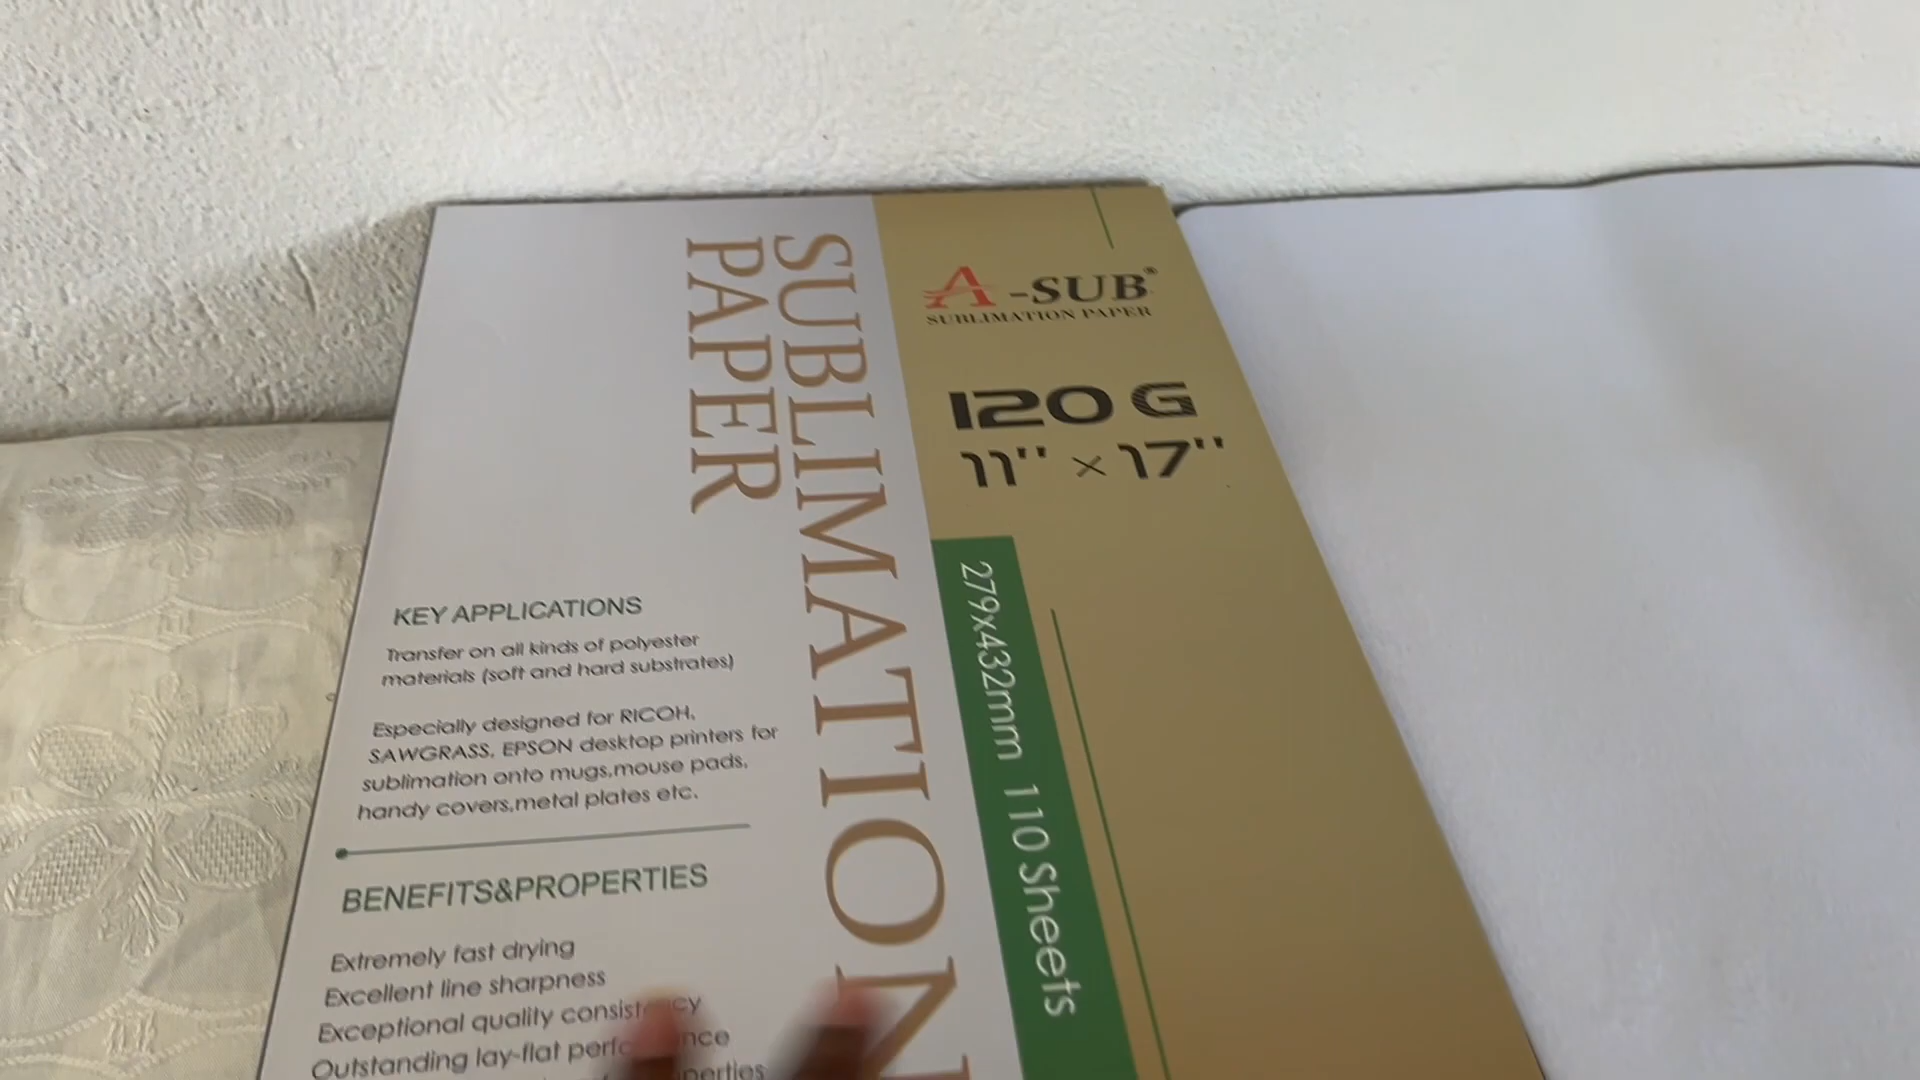 SUBLIMATION
PAPER
A-SUB®
SUBLIMATION PAPER
120 G
11" × 17"
279x432mm 110 Sheets
KEY APPLICATIONS
Transfer on all kinds of polyester
materials (soft and hard substrates)
Especially designed for RICOH,
SAWGRASS, EPSON desktop printers for
sublimation onto mugs,mouse pads,
handy covers,metal plates etc.
BENEFITS&PROPERTIES
Extremely fast drying
Excellent line sharpness
Exceptional quality consistency
Outstanding lay-flat performance